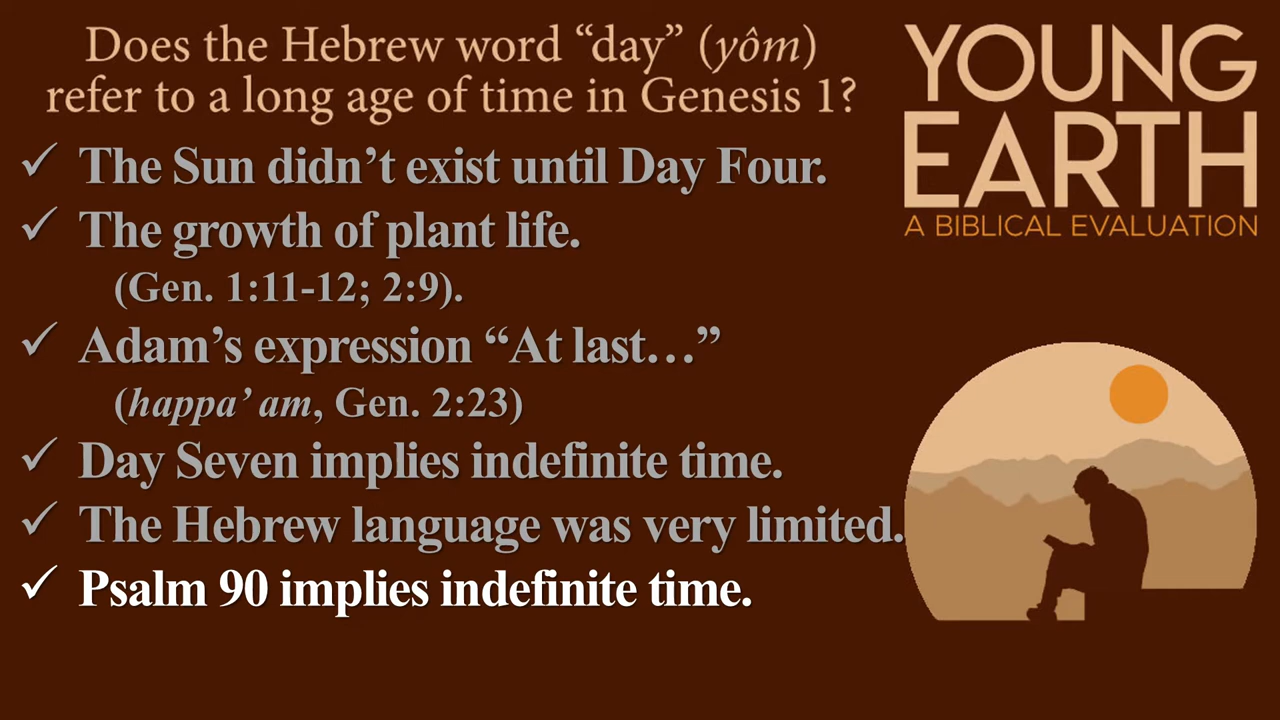 Does the Hebrew word “day” (yôm)
refer to a long age of time in Genesis 1?
✓ The Sun didn’t exist until Day Four.
✓ The growth of plant life.
(Gen. 1:11-12; 2:9).
✓ Adam’s expression “At last…”
(happa’ am, Gen. 2:23)
✓ Day Seven implies indefinite time.
✓ The Hebrew language was very limited.
✓ Psalm 90 implies indefinite time.
YOUNG
EARTH
A BIBLICAL EVALUATION